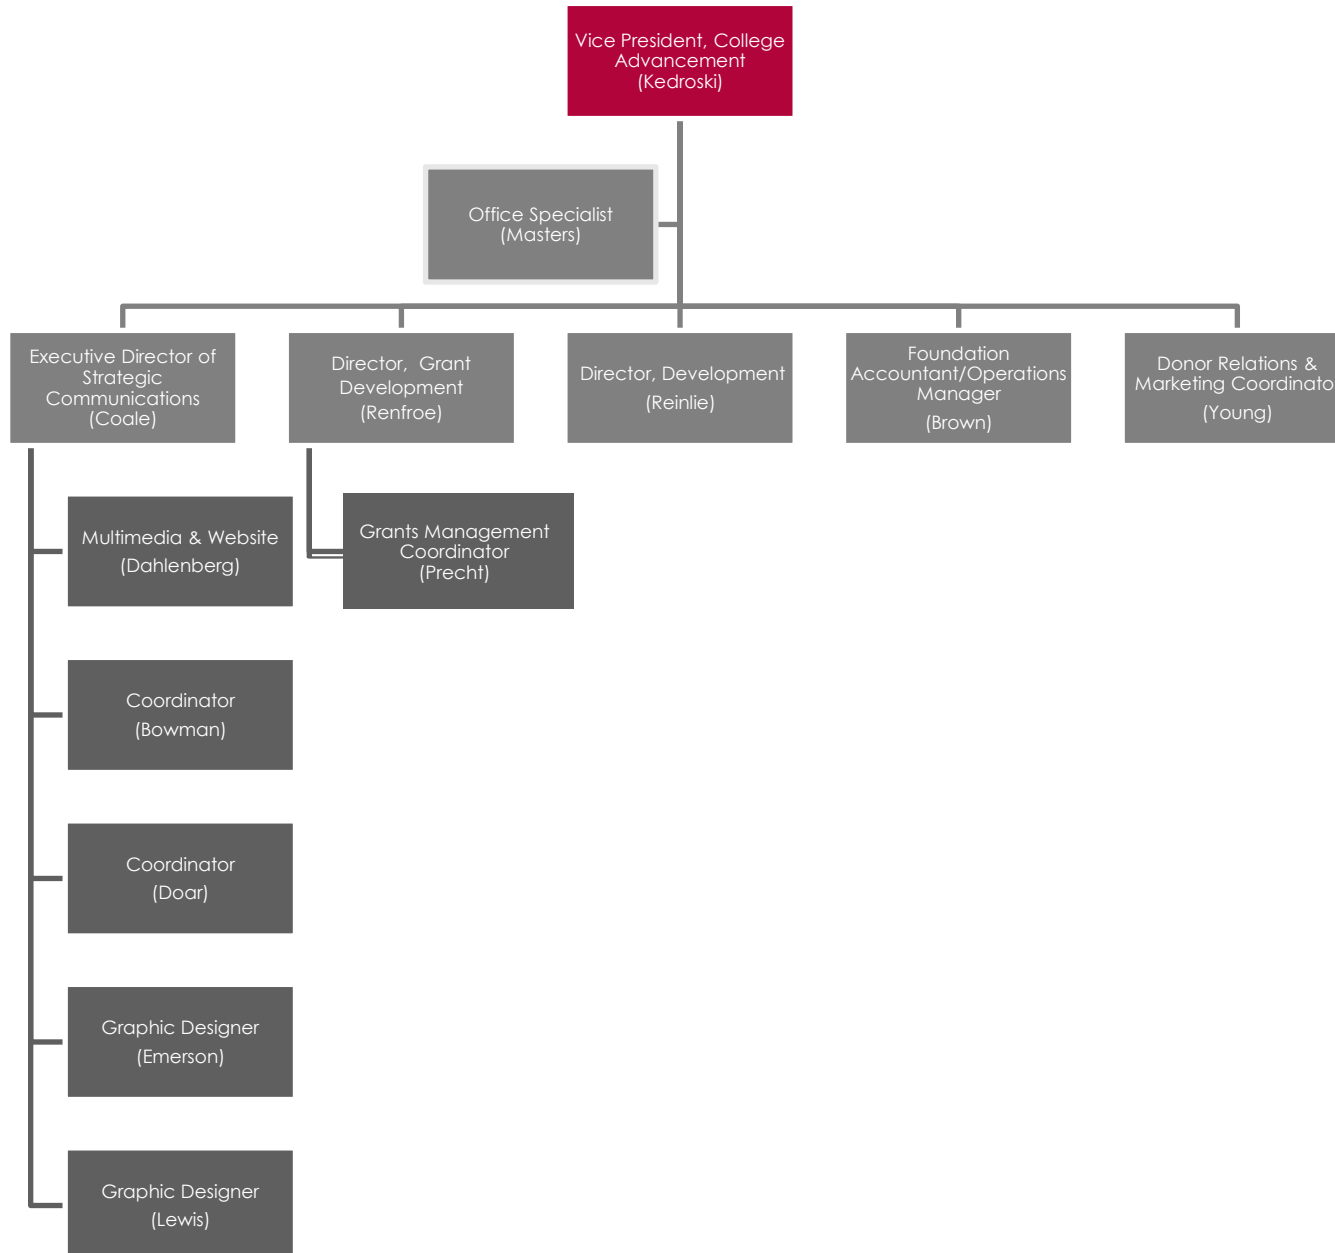 Vice President, College
Advancement
(Kedroski)
Office Specialist
(Masters)
Executive Director of
Strategic
Communications
(Coale)
Director,  Grant
Development
(Renfroe)
Director, Development
(Reinlie)
Foundation
Accountant/Operations
Manager
(Brown)
Donor Relations &
Marketing Coordinato
(Young)
Multimedia & Website
(Dahlenberg)
Grants Management
Coordinator
(Precht)
Coordinator
(Bowman)
Coordinator
(Doar)
Graphic Designer
(Emerson)
Graphic Designer
(Lewis)